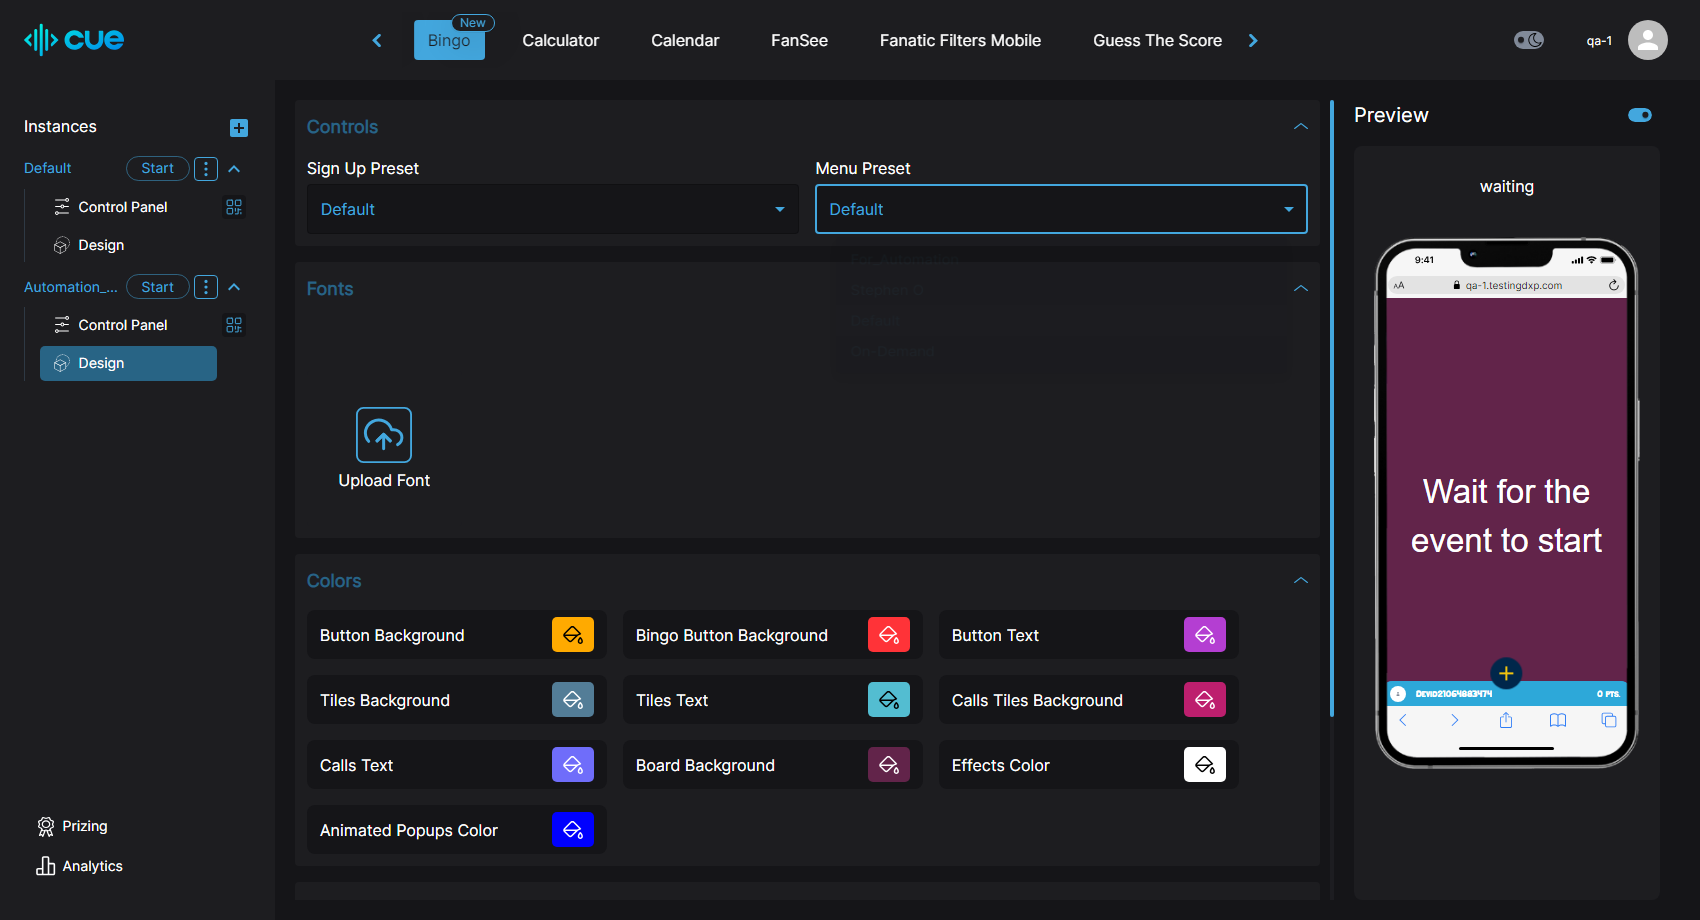 cue
New
Bingo
Calculator
Calendar
FanSee
Fanatic Filters Mobile
Guess The Score
qa-1
Instances
Default
Start
Control Panel
Design
Automation_...
Start
Control Panel
Design
Prizing
Analytics
Controls
Sign Up Preset
Default
Menu Preset
Default
For_Automation
Default
On-Demand
Fonts
Upload Font
Colors
Button Background
Bingo Button Background
Button Text
Tiles Background
Tiles Text
Calls Tiles Background
Calls Text
Board Background
Effects Color
Animated Popups Color
Preview
waiting
9:41
AA
qa-1.testingdxp.com
Wait for the
event to start
0 PTS.